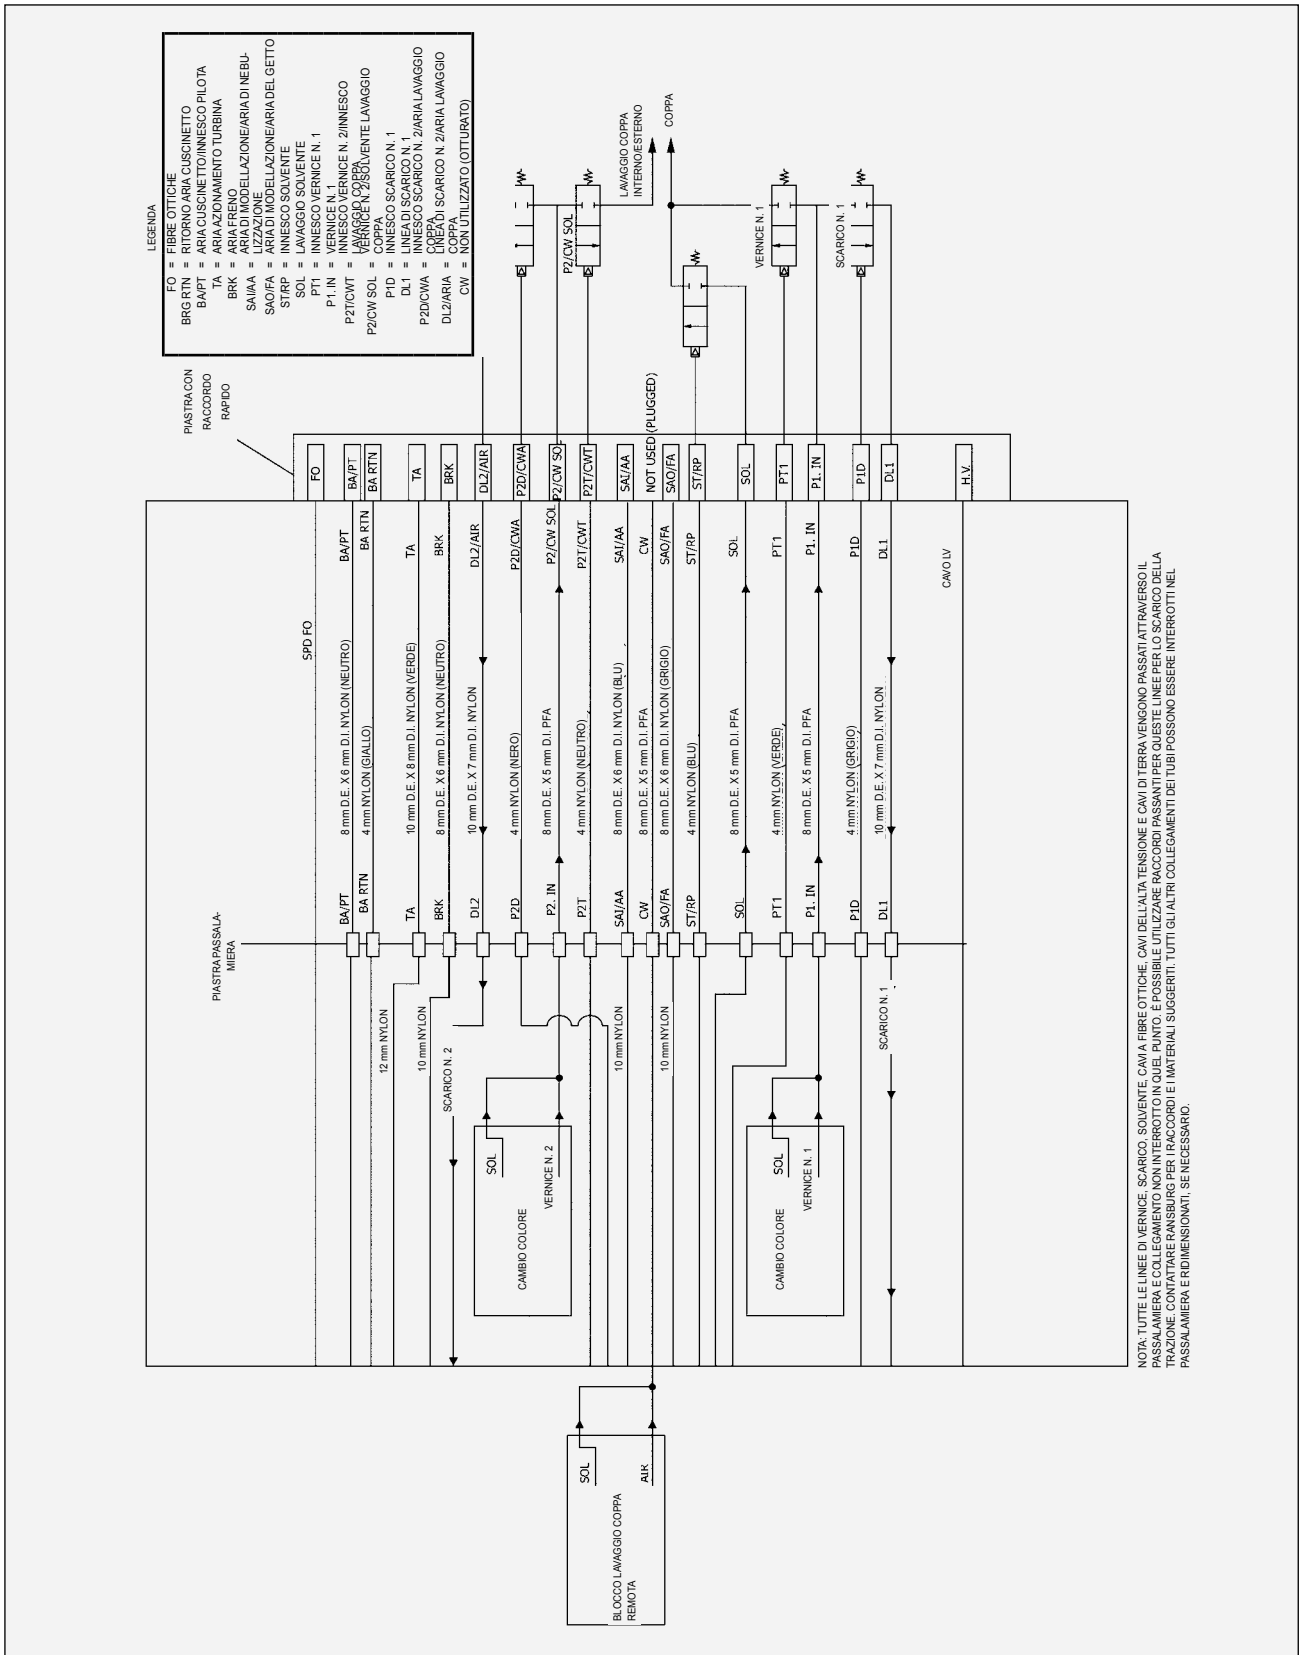 LEGENDA
FO = FIBRE OTTICHE
BRG RTN = RITORNO ARIA CUSCINETTO
BA/PT = ARIA CUSCINETTO/INNESCO PILOTA
TA = ARIA AZIONAMENTO TURBINA
BRK = ARIA FRENO
SAI/AA = ARIA DI MODELLAZIONE/ARIA DI NEBU-
LIZZAZIONE
SAO/FA = ARIA DI MODELLAZIONE/ARIA DEL GETTO
ST/RP = INNESCO SOLVENTE
SOL = LAVAGGIO SOLVENTE
PT1 = INNESCO VERNICE N. 1
P1. IN = VERNICE N. 1
P2T/CWT = INNESCO VERNICE N. 2/INNESCO
LAVAGGIO COPPA
P2/CW SOL = VERNICE N. 2/SOLVENTE LAVAGGIO
COPPA
P1D = INNESCO SCARICO N. 1
DL1 = LINEA DI SCARICO N. 1
P2D/CWA = INNESCO SCARICO N. 2/ARIA LAVAGGIO
COPPA
DL2/ARIA = LINEA DI SCARICO N. 2/ARIA LAVAGGIO
COPPA
CW = NON UTILIZZATO (OTTURATO)
LAVAGGIO COPPA
INTERNO/ESTERNO
COPPA
P2/CW SOL
VERNICE N. 1
SCARICO N. 1
PIASTRA CON
RACCORDO
RAPIDO
FO
BA/PT
BA RTN
TA
BRK
DL2/AIR
P2D/CWA
P2/CW SOL
P2T/CWT
SAI/AA
NOT USED (PLUGGED)
SAO/FA
ST/RP
SOL
PT1
P1. IN
P1D
DL1
H.V.
SPD FO
BA/PT
BA RTN
TA
BRK
DL2/AIR
P2D/CWA
P2/CW SOL
P2T/CWT
SAI/AA
CW
SAO/FA
ST/RP
SOL
PT1
P1. IN
P1D
DL1
CAVO LV
8 mm D.E. X 6 mm D.I. NYLON (NEUTRO)
4 mm NYLON (GIALLO)
10 mm D.E. X 8 mm D.I. NYLON (VERDE)
8 mm D.E. X 6 mm D.I. NYLON (NEUTRO)
10 mm D.E. X 7 mm D.I. NYLON
4 mm NYLON (NERO)
8 mm D.E. X 5 mm D.I. PFA
4 mm NYLON (NEUTRO)
8 mm D.E. X 6 mm D.I. NYLON (BLU)
8 mm D.E. X 5 mm D.I. PFA
8 mm D.E. X 6 mm D.I. NYLON (GRIGIO)
4 mm NYLON (BLU)
8 mm D.E. X 5 mm D.I. PFA
4 mm NYLON (VERDE)
8 mm D.E. X 5 mm D.I. PFA
4 mm NYLON (GRIGIO)
10 mm D.E. X 7 mm D.I. NYLON
BA/PT
BA RTN
TA
BRK
DL2
P2D
P2. IN
P2T
SAI/AA
CW
SAO/FA
ST/RP
SOL
PT1
P1. IN
P1D
DL1
PIASTRA PASSALA-
MIERA
12 mm NYLON
10 mm NYLON
SCARICO N. 2
10 mm NYLON
10 mm NYLON
SCARICO N. 1
SOL
VERNICE N. 2
CAMBIO COLORE
SOL
VERNICE N. 1
CAMBIO COLORE
SOL
AIR
BLOCCO LAVAGGIO COPPA
REMOTA
NOTA: TUTTE LE LINEE DI VERNICE, SCARICO, SOLVENTE, CAVI A FIBRE OTTICHE, CAVI DELL'ALTA TENSIONE E CAVI DI TERRA VENGONO PASSATI ATTRAVERSO IL
PASSALAMIERA E COLLEGAMENTO NON INTERROTTO IN QUEL PUNTO. È POSSIBILE UTILIZZARE RACCORDI PASSANTI PER QUESTE LINEE PER LO SCARICO DELLA
TRAZIONE. CONTATTARE RANSBURG PER I RACCORDI E I MATERIALI SUGGERITI. TUTTI GLI ALTRI COLLEGAMENTI DEI TUBI POSSONO ESSERE INTERROTTI NEL
PASSALAMIERA E RIDIMENSIONATI, SE NECESSARIO.